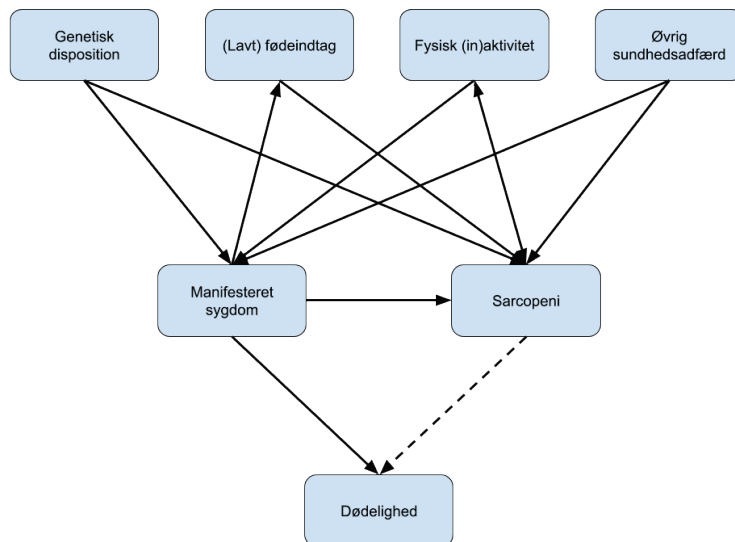 Genetisk
disposition
(Lavt) fødeindtag
Fysisk (in)aktivitet
Øvrig
sundhedsadfærd
Manifesteret
sygdom
Sarcopeni
Dødelighed